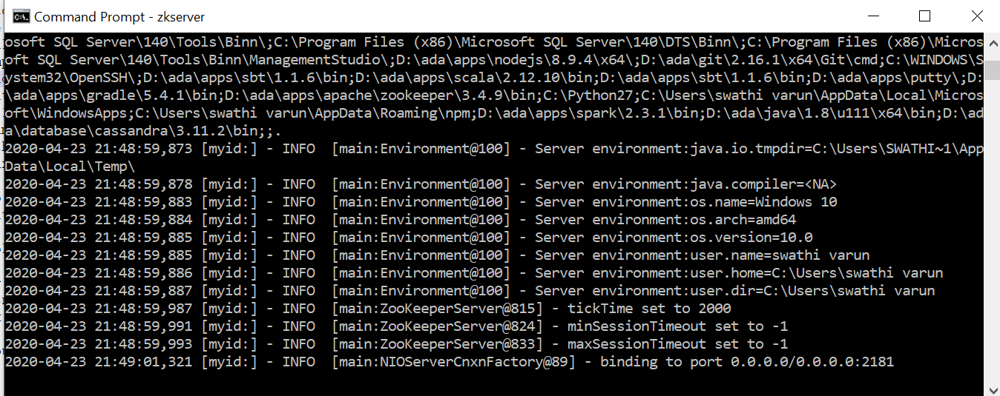 Command Prompt - zkserver
osoft SQL Server\140\Tools\Binn\;C:\Program Files (x86)\Microsoft SQL Server\140\DTS\Binn\;C:\Program Files (x86)\Micros
oft SQL Server\140\Tools\Binn\ManagementStudio\;D:\ada\apps\nodejs\8.9.4\x64\;D:\ada\git\2.16.1\x64\Git\cmd;C:\WINDOWS\S
ystem32\OpenSSH\;D:\ada\apps\sbt\1.1.6\bin;D:\ada\apps\scala\2.12.10\bin;D:\ada\apps\sbt\1.1.6\bin;D:\ada\apps\putty\;D:
\ada\apps\gradle\5.4.1\bin;D:\ada\apps\apache\zookeeper\3.4.9\bin;C:\Python27;C:\Users\swathi varun\AppData\Local\Micros
oft\WindowsApps;C:\Users\swathi varun\AppData\Roaming\npm;D:\ada\apps\spark\2.3.1\bin;D:\ada\java\1.8\u111\x64\bin;D:\ad
a\database\cassandra\3.11.2\bin;;.
2020-04-23 21:48:59,873 [myid:] - INFO  [main:Environment@100] - Server environment:java.io.tmpdir=C:\Users\SWATHI~1\App
Data\Local\Temp\
2020-04-23 21:48:59,878 [myid:] - INFO  [main:Environment@100] - Server environment:java.compiler=<NA>
2020-04-23 21:48:59,883 [myid:] - INFO  [main:Environment@100] - Server environment:os.name=Windows 10
2020-04-23 21:48:59,884 [myid:] - INFO  [main:Environment@100] - Server environment:os.arch=amd64
2020-04-23 21:48:59,885 [myid:] - INFO  [main:Environment@100] - Server environment:os.version=10.0
2020-04-23 21:48:59,885 [myid:] - INFO  [main:Environment@100] - Server environment:user.name=swathi varun
2020-04-23 21:48:59,886 [myid:] - INFO  [main:Environment@100] - Server environment:user.home=C:\Users\swathi varun
2020-04-23 21:48:59,887 [myid:] - INFO  [main:Environment@100] - Server environment:user.dir=C:\Users\swathi varun
2020-04-23 21:48:59,987 [myid:] - INFO  [main:ZooKeeperServer@815] - tickTime set to 2000
2020-04-23 21:48:59,991 [myid:] - INFO  [main:ZooKeeperServer@824] - minSessionTimeout set to -1
2020-04-23 21:48:59,993 [myid:] - INFO  [main:ZooKeeperServer@833] - maxSessionTimeout set to -1
2020-04-23 21:49:01,321 [myid:] - INFO  [main:NIOServerCnxnFactory@89] - binding to port 0.0.0.0/0.0.0.0:2181